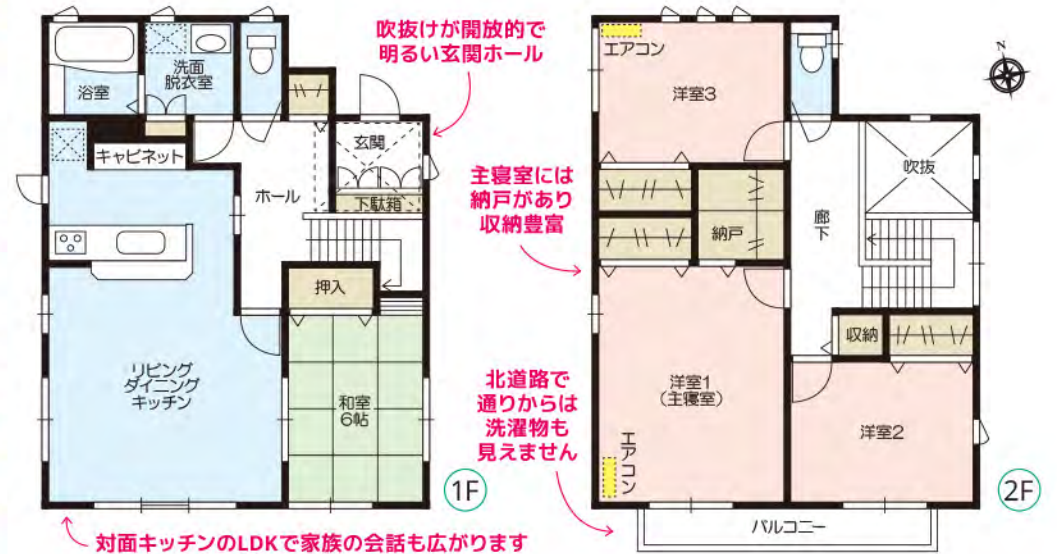 吹抜けが開放的で
明るい玄関ホール
浴室
洗面
脱衣室
キャビネット
玄関
下駄箱
ホール
押入
リビング
ダイニング
キッチン
和室
6帖
1F
対面キッチンのLDKで家族の会話も広がります
エアコン
洋室3
N
吹抜
主寝室には
納戸があり
収納豊富
納戸
廊下
収納
洋室1
(主寝室)
洋室2
エアコン
北道路で
通りからは
洗濯物も
見えません
バルコニー
2F